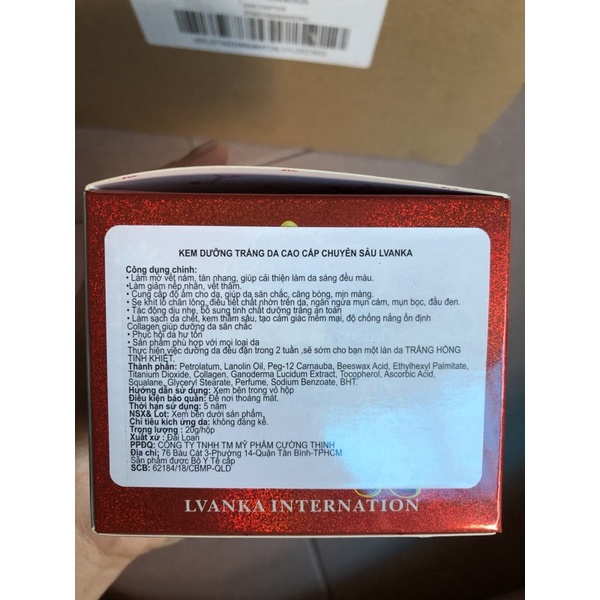 KEM DƯỠNG TRẮNG DA CAO CẤP CHUYÊN SÂU LVANKA
Công dụng chính:
• Làm mờ vết nám, tàn nhang, giúp cải thiện làm da sáng đều màu.
•Làm giảm nếp nhăn, vết thâm.
• Cung cấp độ ẩm cho da, giúp da săn chắc, căng bóng, mịn màng.
• Se khít lỗ chân lông, điều tiết chất nhờn trên da, ngăn ngừa mụn cám, mụn bọc, đầu đen.
• Tác động dịu nhẹ, bổ sung tinh chất dưỡng trắng an toàn
• Làm sạch da chết, kem thấm sâu, tạo cảm giác mềm mại, độ chống nắng ổn định
Collagen giúp dưỡng da săn chắc
• Phục hồi da hư tổn
• Sản phẩm phù hợp với mọi loại da
Thực hiện việc dưỡng da đều đặn trong 2 tuần ,sẽ sớm cho bạn một làn da TRẮNG HỒNG
TINH KHIẾT.
Thành phần: Petrolatum, Lanolin Oil, Peg-12 Carnauba, Beeswax Acid, Ethylhexyl Palmitate,
Titanium Dioxide, Collagen, Ganoderma Lucidum Extract, Tocopherol, Ascorbic Acid,
Squalane, Glyceryl Stearate, Perfume, Sodium Benzoate, BHT.
Hướng dẫn sử dụng: Xem bên trong vỏ hộp
Điều kiện bảo quản: Để nơi thoáng mát.
Thời hạn sử dụng: 5 năm
NSX& Lot: Xem bên dưới sản phẩm.
Chỉ tiêu kích ứng da: không đáng kể.
Trọng lượng : 20g/hộp
Xuất xứ : Đài Loan
PPĐQ: CÔNG TY TNHH TM MỸ PHẨM CƯỜNG THỊNH
Địa chỉ: 76 Bàu Cát 3-Phường 14-Quận Tân Bình-TPHCM
Sản phẩm được Bộ Y Tế cấp
SCB: 62184/18/CBMP-QLD
LVANKA INTERNATION